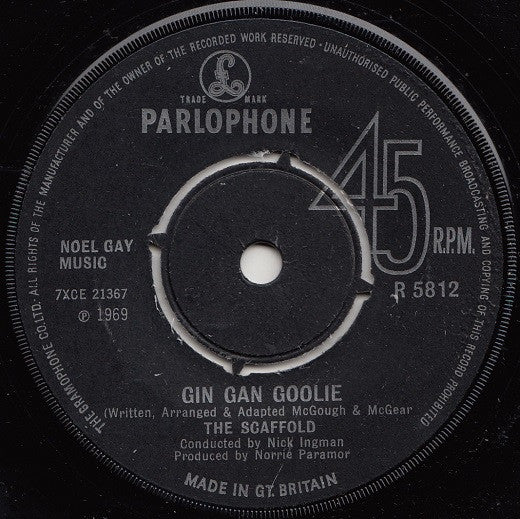 THE GRAMOPHONE CO. LTD. ALL RIGHTS OF THE MANUFACTURER AND OF THE OWNER OF THE RECORDED WORK RESERVED · UNAUTHORISED PUBLIC PERFORMANCE BROADCASTING AND COPYING OF THIS RECORD PROHIBITED
£
TRADE MARK
PARLOPHONE
45
R.P.M.
NOEL GAY
MUSIC
7XCE 21367
℗ 1969
R 5812
GIN GAN GOOLIE
(Written, Arranged & Adapted McGough & McGear
THE SCAFFOLD
Conducted by Nick Ingman
Produced by Norrie Paramor
MADE IN GT. BRITAIN